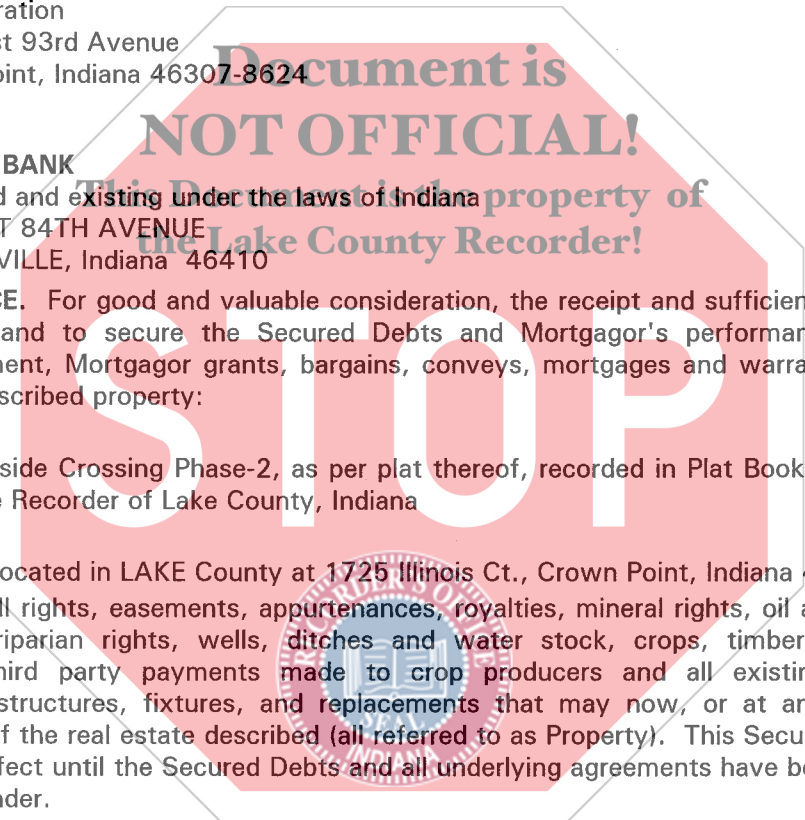 ration
st 93rd Avenue
oint, Indiana 46307-8624
Document is
NOT OFFICIAL!
This Document is the property of
the Lake County Recorder!
BANK
d and existing under the laws of Indiana
T 84TH AVENUE
VILLE, Indiana 46410
CE. For good and valuable consideration, the receipt and sufficien
and to secure the Secured Debts and Mortgagor's performan
nent, Mortgagor grants, bargains, conveys, mortgages and warra
scribed property:
STOP
side Crossing Phase-2, as per plat thereof, recorded in Plat Book
e Recorder of Lake County, Indiana
ocated in LAKE County at 1725 Illinois Ct., Crown Point, Indiana 4
ll rights, easements, appurtenances, royalties, mineral rights, oil a
riparian rights, wells, ditches and water stock, crops, timber
hird party payments made to crop producers and all existin
structures, fixtures, and replacements that may now, or at an
f the real estate described (all referred to as Property). This Secu
fect until the Secured Debts and all underlying agreements have be
nder.
RECORDER'S OFFICE
SEAL
INDIANA